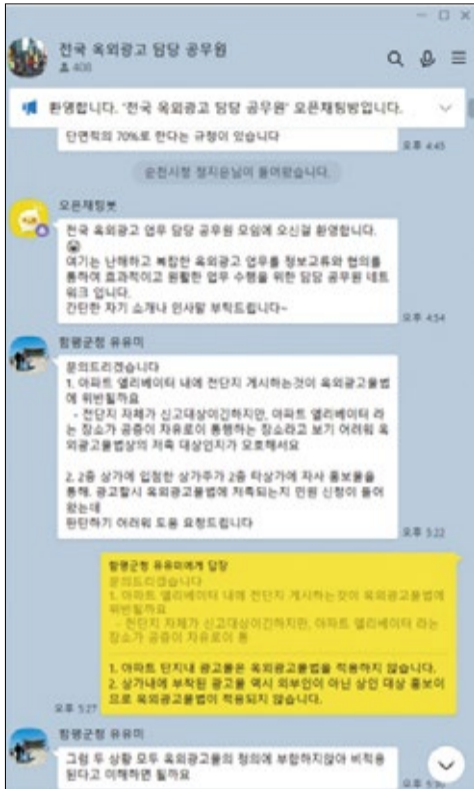 전국 옥외광고 담당 공무원
408
환영합니다. "전국 옥외광고 담당 공무원" 오픈채팅방입니다.
단면적의 70%로 한다는 규정이 있습니다
오후 4:45
순천시청 정지운님이 들어왔습니다.
오픈채팅봇
전국 옥외광고 업무 담당 공무원 모임에 오신걸 환영합니다.
여기는 난해하고 복잡한 옥외광고 업무를 정보교류와 협의를
통하여 효과적이고 원활한 업무 수행을 위한 담당 공무원 네트
워크 입니다.
간단한 자기 소개나 인사말 부탁드립니다~
오후 4:54
함평군청 유유미
문의드리겠습니다
1. 아파트 엘리베이터 내에 전단지 게시하는것이 옥외광고물법
에 위반될까요
- 전단지 자체가 신고대상이긴하지만, 아파트 엘리베이터 라
는 장소가 공중이 자유로이 통행하는 장소라고 보기 어려워 옥
외광고물법상의 저촉 대상인지가 모호해서요
2. 2층 상가에 입점한 상가주가 2층 타상가에 자사 홍보물을
통해. 광고할시 옥외광고물법에 저촉되는지 민원 신청이 들어
왔는데
판단하기 어려워 도움 요청드립니다
오후 5:22
함평군청 유유미에게 답장
문의드리겠습니다
1. 아파트 엘리베이터 내에 전단지 게시하는것이 옥외광고물법에
위반될까요
- 전단지 자체가 신고대상이긴하지만, 아파트 엘리베이터 라는
장소가 공중이 자유로이 통
1. 아파트 단지내 광고물은 옥외광고물법을 적용하지 않습니다.
2. 상가내에 부착된 광고물 역시 외부인이 아닌 상인 대상 홍보이
므로 옥외광고물법이 적용되지 않습니다.
오후 5:27
함평군청 유유미
그럼 두 상황 모두 옥외광고물의 정의에 부합하지않아 비적용
된다고 이해하면 될까요
오후 5:30